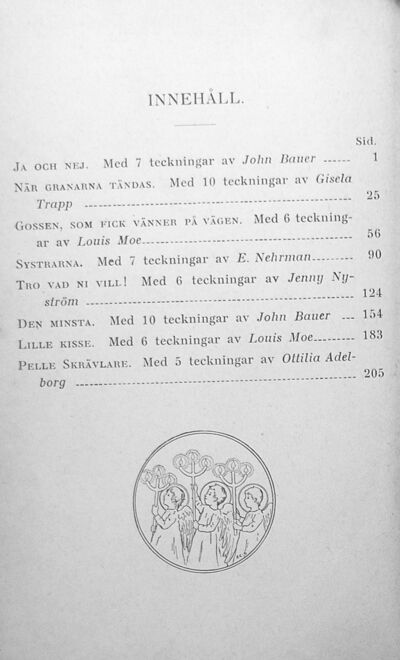 INNEHÅLL.
Sid.
JA OCH NEJ. Med 7 teckningar av John Bauer ------ 1
NÄR GRANARNA TÄNDAS. Med 10 teckningar av Gisela
Trapp ------------------------------ 25
GOSSEN, SOM FICK VÄNNER PÅ VÄGEN. Med 6 teckning-
ar av Louis Moe------------------------------ 56
SYSTRARNA. Med 7 teckningar av E. Nehrman--------- 90
TRO VAD NI VILL! Med 6 teckningar av Jenny Ny-
ström ------------------------------ 124
DEN MINSTA. Med 10 teckningar av John Bauer --- 154
LILLE KISSE. Med 6 teckningar av Louis Moe--------- 183
PELLE SKRÄVLARE. Med 5 teckningar av Ottilia Adel-
borg ------------------------------ 205